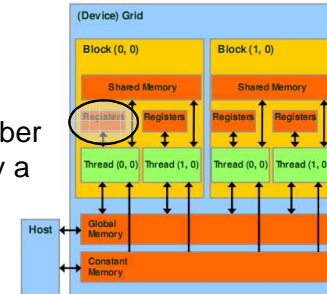 (Device) Grid
Block (0, 0)
Block (1, 0)
Shared Memory
Shared Memory
Registers
Registers
Registers
Registers
ber
a
Thread (0, 0)
Thread (1, 0)
Thread (0, 0)
Thread (1, 0
Host
Global
Memory
Constant
Memory